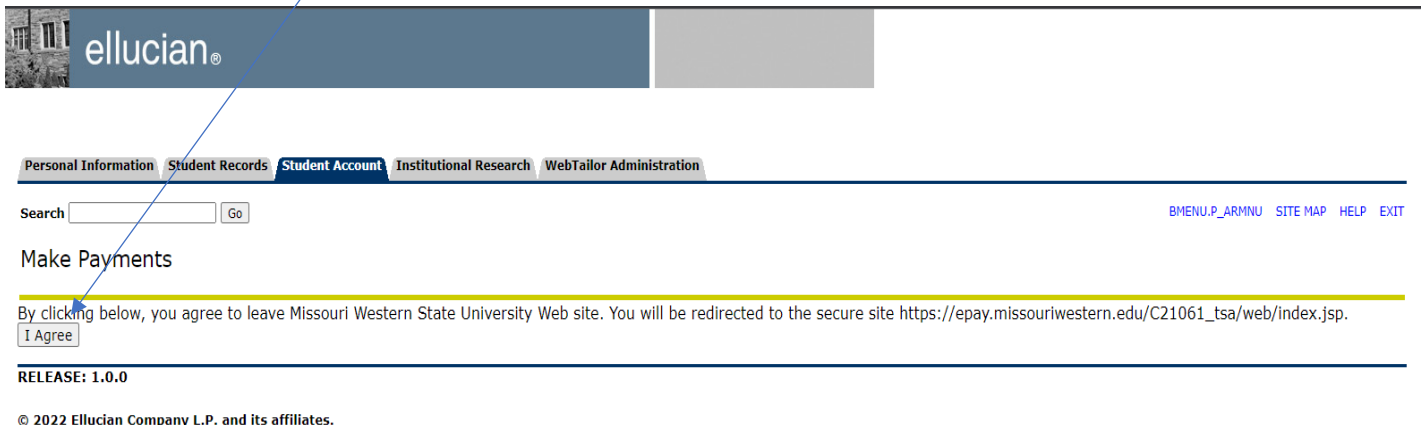 ellucian®
Personal Information Student Records Student Account Institutional Research WebTailor Administration
Search Go BMENU.P_ARMNU SITE MAP HELP EXIT
Make Payments
By clicking below, you agree to leave Missouri Western State University Web site. You will be redirected to the secure site https://epay.missouriwestern.edu/C21061_tsa/web/index.jsp.
I Agree
RELEASE: 1.0.0
© 2022 Ellucian Company L.P. and its affiliates.